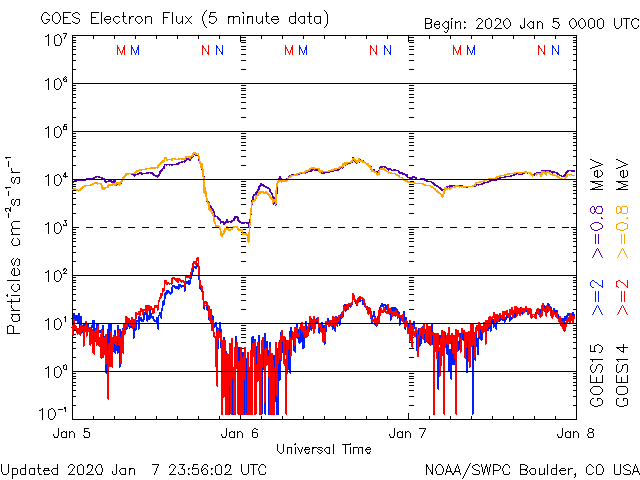 GOES Electron Flux (5 minute data)
Begin: 2020 Jan 5 0000 UTC
10⁷
M M N N M M N N M M N N
10⁶
10⁵
10⁴
10³
10²
10¹
10⁰
10⁻¹
Particles cm⁻²s⁻¹sr⁻¹
Jan 5 Jan 6 Jan 7 Jan 8
Universal Time
GOES15 >=2 >=0.8 MeV
GOES14 >=2 >=0.8 MeV
Updated 2020 Jan 7 23:56:02 UTC
NOAA/SWPC Boulder, CO USA